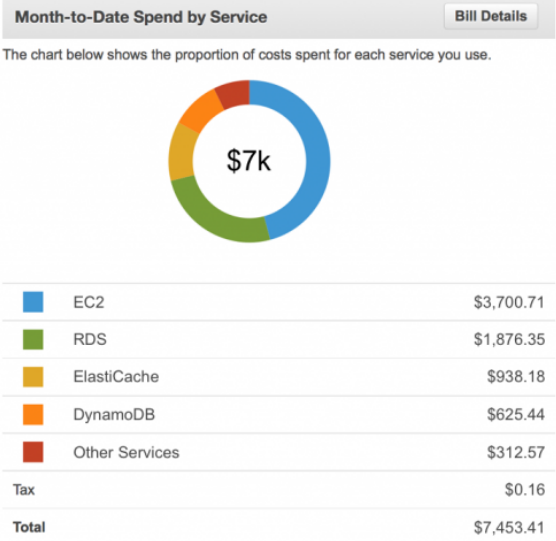 Month-to-Date Spend by Service
Bill Details
The chart below shows the proportion of costs spent for each service you use.
$7k
EC2 $3,700.71
RDS $1,876.35
ElastiCache $938.18
DynamoDB $625.44
Other Services $312.57
Tax $0.16
Total $7,453.41